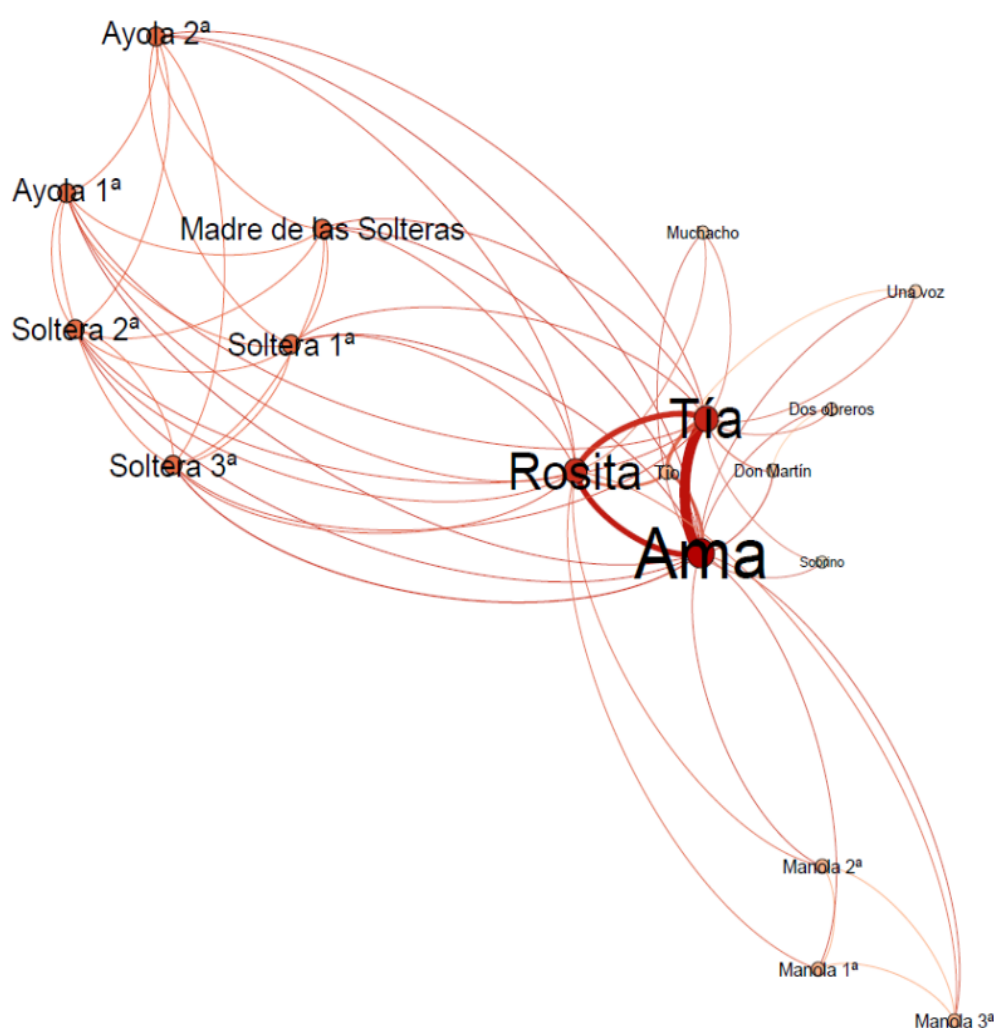 Ayola 2ª
Ayola 1ª
Madre de las Solteras
Muchacho
Una voz
Soltera 2ª
Soltera 1ª
Dos obreros
Tía
Soltera 3ª
Rosita
Tío
Don Martín
Ama
Sobrino
Manola 2ª
Manola 1ª
Manola 3ª